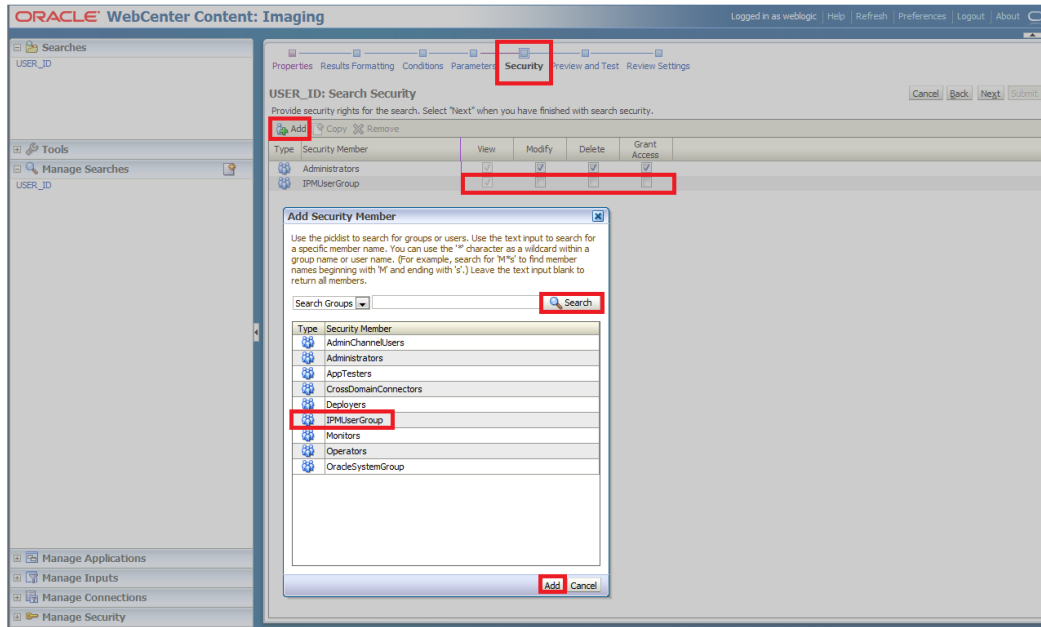 ORACLE WebCenter Content: Imaging
Logged in as weblogic Help Refresh Preferences Logout About
Searches
USER_ID
Tools
Manage Searches
USER_ID
Manage Applications
Manage Inputs
Manage Connections
Manage Security
Properties Results Formatting Conditions Parameters Security Preview and Test Review Settings
USER_ID: Search Security
Cancel Back Next Submit
Provide security rights for the search. Select "Next" when you have finished with search security.
Add Copy Remove
Type Security Member View Modify Delete Grant Access
Administrators
IPMUserGroup
Add Security Member
Use the picklist to search for groups or users. Use the text input to search for
a specific member name. You can use the '*' character as a wildcard within a
group name or user name. (For example, search for 'M*s' to find member
names beginning with 'M' and ending with 's'.) Leave the text input blank to
return all members.
Search Groups Search
Type Security Member
AdminChannelUsers
Administrators
AppTesters
CrossDomainConnectors
Deployers
IPMUserGroup
Monitors
Operators
OracleSystemGroup
Add Cancel